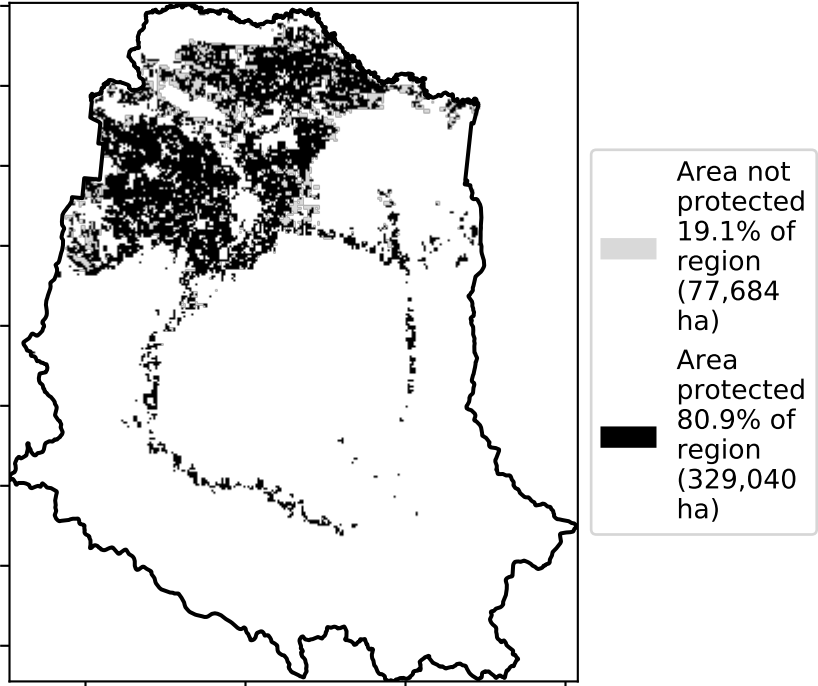 Area not
protected
19.1% of
region
(77,684
ha)
Area
protected
80.9% of
region
(329,040
ha)